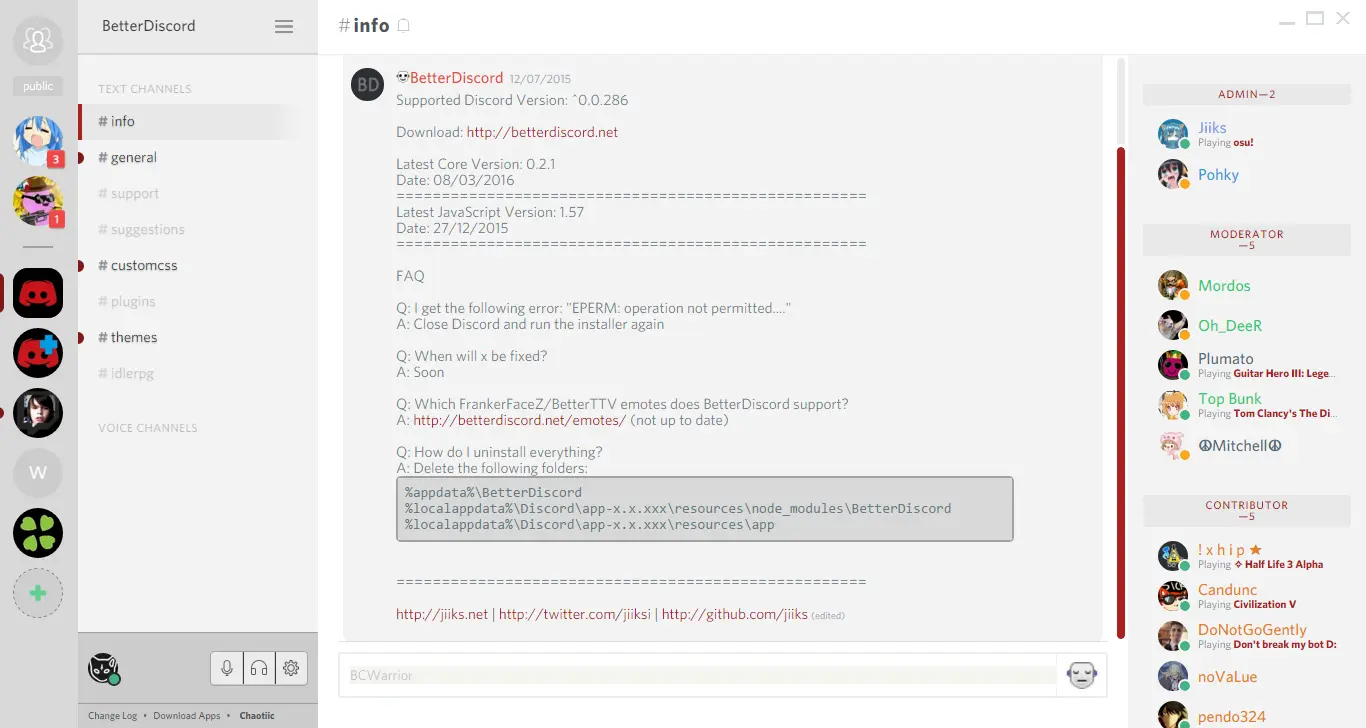 public
3
1
W
BetterDiscord
TEXT CHANNELS
# info
# general
# support
# suggestions
# customcss
# plugins
# themes
# idlerpg
VOICE CHANNELS
Change Log • Download Apps • Chaotiic
# info
BD
BetterDiscord 12/07/2015
Supported Discord Version: ^0.0.286
Download: http://betterdiscord.net
Latest Core Version: 0.2.1
Date: 08/03/2016
====================================================
Latest JavaScript Version: 1.57
Date: 27/12/2015
====================================================
FAQ
Q: I get the following error: "EPERM: operation not permitted...."
A: Close Discord and run the installer again
Q: When will x be fixed?
A: Soon
Q: Which FrankerFaceZ/BetterTTV emotes does BetterDiscord support?
A: http://betterdiscord.net/emotes/ (not up to date)
Q: How do I uninstall everything?
A: Delete the following folders:
%appdata%\BetterDiscord
%localappdata%\Discord\app-x.x.xxx\resources\node_modules\BetterDiscord
%localappdata%\Discord\app-x.x.xxx\resources\app
====================================================
http://jiiks.net | http://twitter.com/jiiksi | http://github.com/jiiks (edited)
BCWarrior
ADMIN—2
Jiiks
Playing osu!
Pohky
MODERATOR
—5
Mordos
Oh_DeeR
Plumato
Playing Guitar Hero III: Lege...
Top Bunk
Playing Tom Clancy's The Di...
☮Mitchell☮
CONTRIBUTOR
—5
! x h i p ★
Playing ✧ Half Life 3 Alpha
Candunc
Playing Civilization V
DoNotGoGently
Playing Don't break my bot D:
noVaLue
pendo324